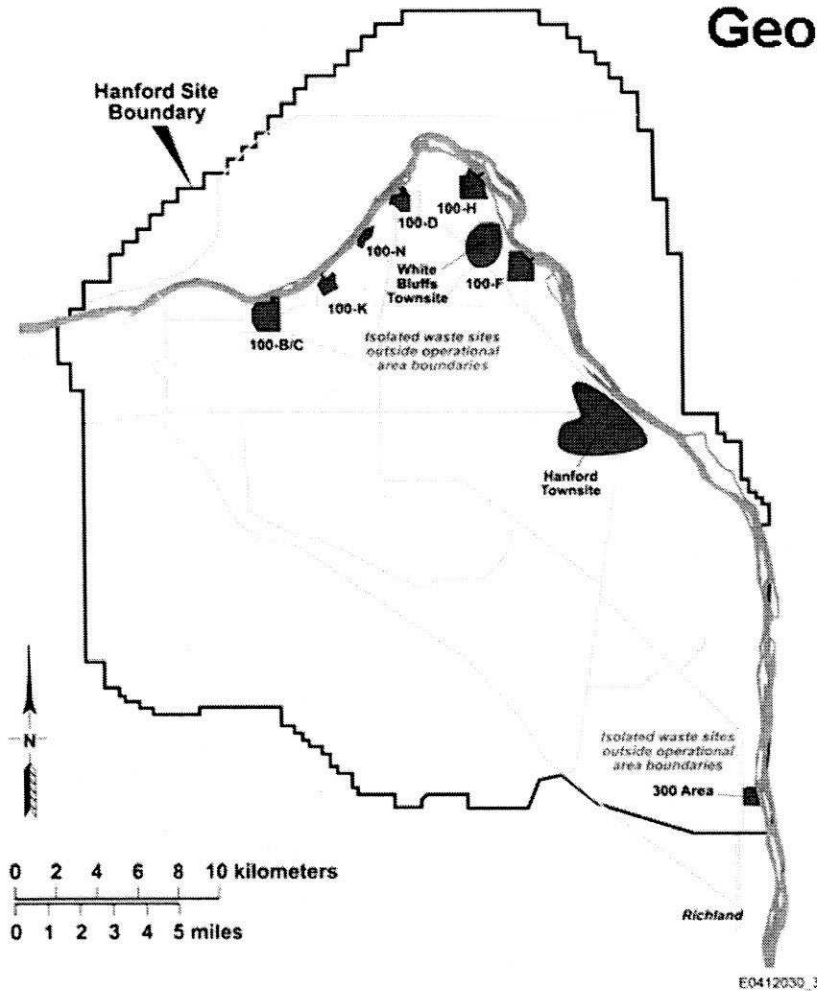 Geo
Hanford Site
Boundary
100-H
100-D
100-N
White
Bluffs
Townsite
100-F
100-K
100-B/C
Isolated waste sites
outside operational
area boundaries
Hanford
Townsite
N
Isolated waste sites
outside operational
area boundaries
300 Area
0 2 4 6 8 10 kilometers
0 1 2 3 4 5 miles
Richland
E0412030_3